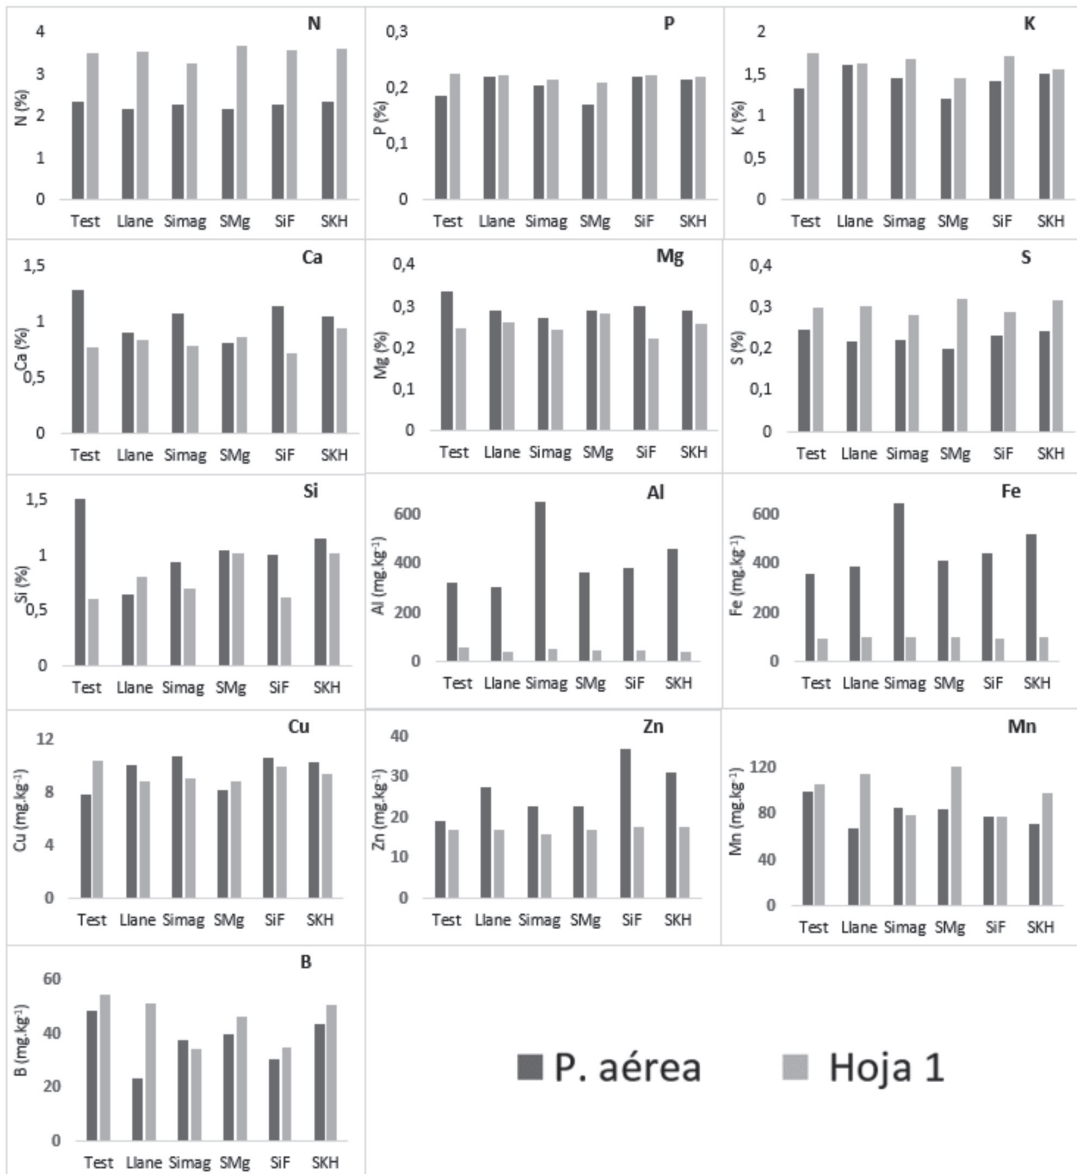 N
N (%)
4
3
2
1
0
Test Llane Simag SMg SiF SKH
P
P (%)
0,3
0,2
0,1
0
Test Llane Simag SMg SiF SKH
K
K (%)
2
1,5
1
0,5
0
Test Llane Simag SMg SiF SKH
Ca
Ca (%)
1,5
1
0,5
0
Test Llane Simag SMg SiF SKH
Mg
Mg (%)
0,4
0,3
0,2
0,1
0
Test Llane Simag SMg SiF SKH
S
S (%)
0,4
0,3
0,2
0,1
0
Test Llane Simag SMg SiF SKH
Si
Si (%)
1,5
1
0,5
0
Test Llane Simag SMg SiF SKH
Al
Al (mg.kg⁻¹)
600
400
200
0
Test Llane Simag SMg SiF SKH
Fe
Fe (mg.kg⁻¹)
600
400
200
0
Test Llane Simag SMg SiF SKH
Cu
Cu (mg.kg⁻¹)
12
8
4
0
Test Llane Simag SMg SiF SKH
Zn
Zn (mg.kg⁻¹)
40
30
20
10
0
Test Llane Simag SMg SiF SKH
Mn
Mn (mg.kg⁻¹)
120
80
40
0
Test Llane Simag SMg SiF SKH
B
B (mg.kg⁻¹)
60
40
20
0
Test Llane Simag SMg SiF SKH
P. aérea Hoja 1